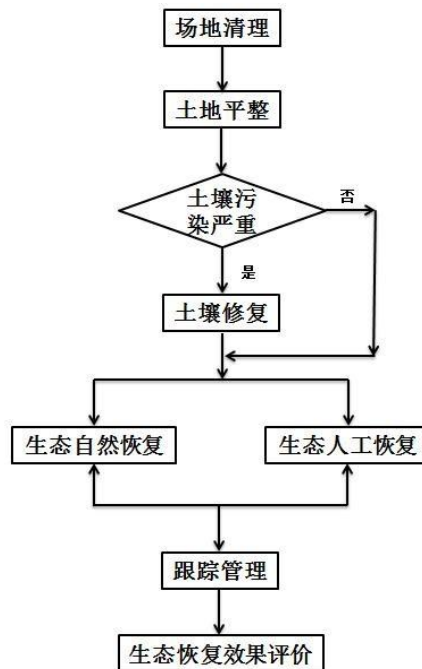 场地清理
土地平整
土壤污
染严重
否
是
土壤修复
生态自然恢复
生态人工恢复
跟踪管理
生态恢复效果评价